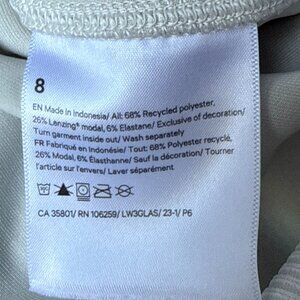 8
EN Made in Indonesia/ All: 68% Recycled polyester,
26% Lenzing® modal, 6% Elastane/ Exclusive of decoration/
Turn garment inside out/ Wash separately
FR Fabriqué en Indonésie/ Tout: 68% Polyester recyclé,
26% Modal, 6% Élasthanne/ Sauf la décoration/ Tourner
l'article sur l'envers/ Laver séparément
CA 35801/ RN 106259/ LW3GLAS/ 23-1/ P6